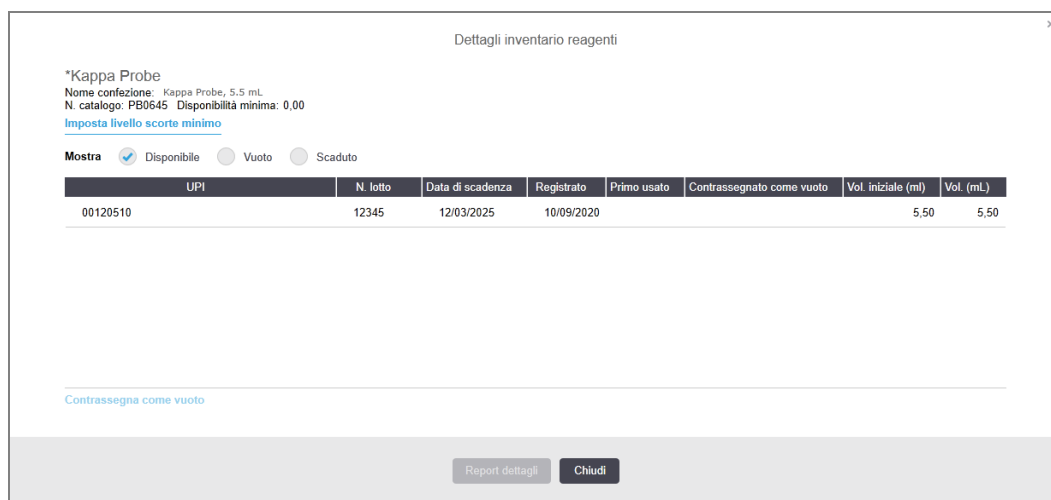 Dettagli inventario reagenti
*Kappa Probe
Nome confezione: Kappa Probe, 5.5 mL
N. catalogo: PB0645 Disponibilità minima: 0,00
Imposta livello scorte minimo
Mostra Disponibile Vuoto Scaduto
UPI N. lotto Data di scadenza Registrato Primo usato Contrassegnato come vuoto Vol. iniziale (ml) Vol. (mL)
00120510 12345 12/03/2025 10/09/2020 5,50 5,50
Contrassegna come vuoto
Report dettagli Chiudi